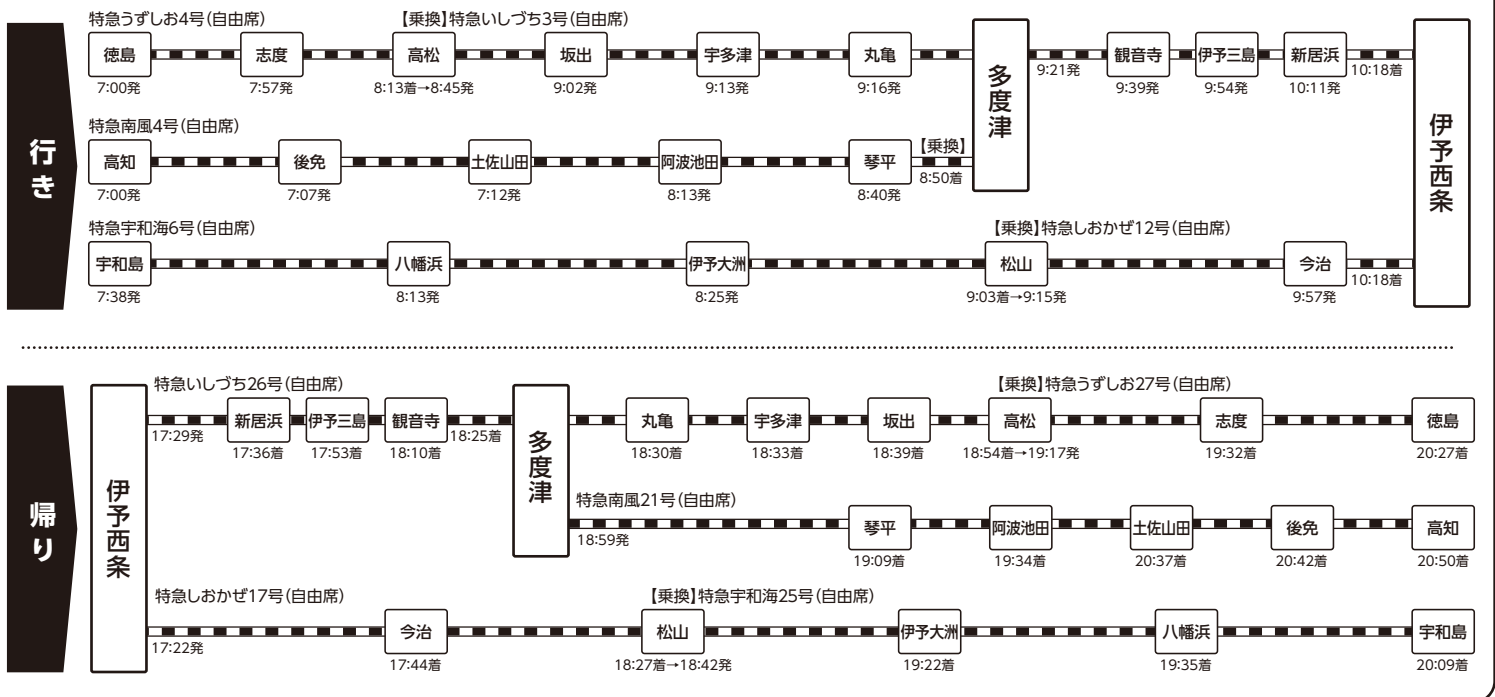 行き
特急うずしお4号(自由席) 【乗換】特急いしづち3号(自由席)
徳島 志度 高松 坂出 宇多津 丸亀 多度津 9:21発 観音寺 伊予三島 新居浜 10:18着 伊予西条
7:00発 7:57発 8:13着→8:45発 9:02発 9:13発 9:16発 9:39発 9:54発 10:11発
特急南風4号(自由席)
高知 後免 土佐山田 阿波池田 琴平 【乗換】 8:50着
7:00発 7:07発 7:12発 8:13発 8:40発
特急宇和海6号(自由席) 【乗換】特急しおかぜ12号(自由席)
宇和島 八幡浜 伊予大洲 松山 今治 10:18着
7:38発 8:13発 8:25発 9:03着→9:15発 9:57発
帰り
伊予西条
特急いしづち26号(自由席) 【乗換】特急うずしお27号(自由席)
17:29発 新居浜 伊予三島 観音寺 18:25着 多度津 丸亀 宇多津 坂出 高松 志度 徳島
17:36着 17:53着 18:10着 18:30着 18:33着 18:39着 18:54着→19:17発 19:32着 20:27着
特急南風21号(自由席)
18:59発 琴平 阿波池田 土佐山田 後免 高知
19:09着 19:34着 20:37着 20:42着 20:50着
特急しおかぜ17号(自由席) 【乗換】特急宇和海25号(自由席)
17:22発 今治 松山 伊予大洲 八幡浜 宇和島
17:44着 18:27着→18:42発 19:22着 19:35着 20:09着